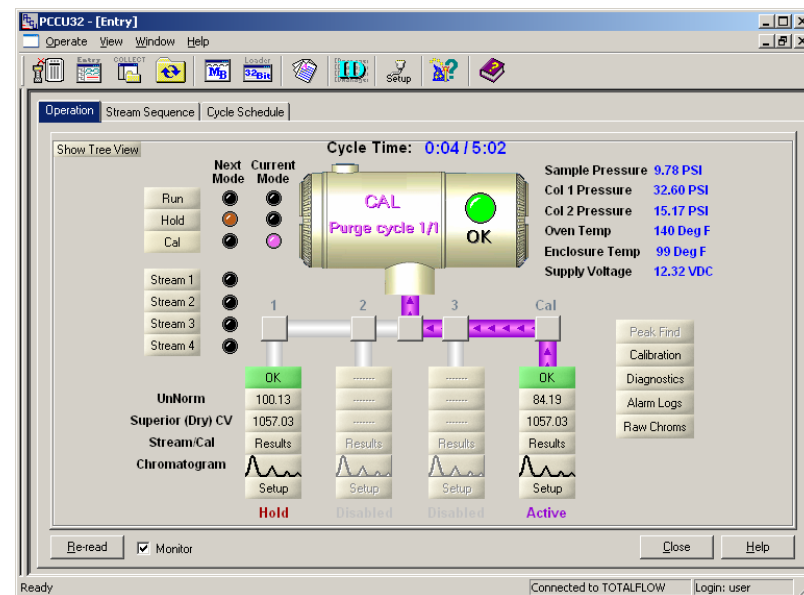 PCCU32 - [Entry]
Operate View Window Help
Entry COLLECT MB Loader 32Bit ID MANAGER Setup
Operation Stream Sequence Cycle Schedule
Show Tree View
Cycle Time: 0:04 / 5:02
Next Mode Current Mode
Run
Hold
Cal
Stream 1
Stream 2
Stream 3
Stream 4
CAL
Purge cycle 1/1
OK
Sample Pressure 9.78 PSI
Col 1 Pressure 32.60 PSI
Col 2 Pressure 15.17 PSI
Oven Temp 140 Deg F
Enclosure Temp 99 Deg F
Supply Voltage 12.32 VDC
1 2 3 Cal
Peak Find
Calibration
Diagnostics
Alarm Logs
Raw Chroms
OK ------- ------- OK
UnNorm 100.13 ------- ------- 84.19
Superior (Dry) CV 1057.03 ------- ------- 1057.03
Stream/Cal Results Results Results Results
Chromatogram
Setup Setup Setup Setup
Hold Disabled Disabled Active
Re-read Monitor Close Help
Ready Connected to TOTALFLOW Login: user